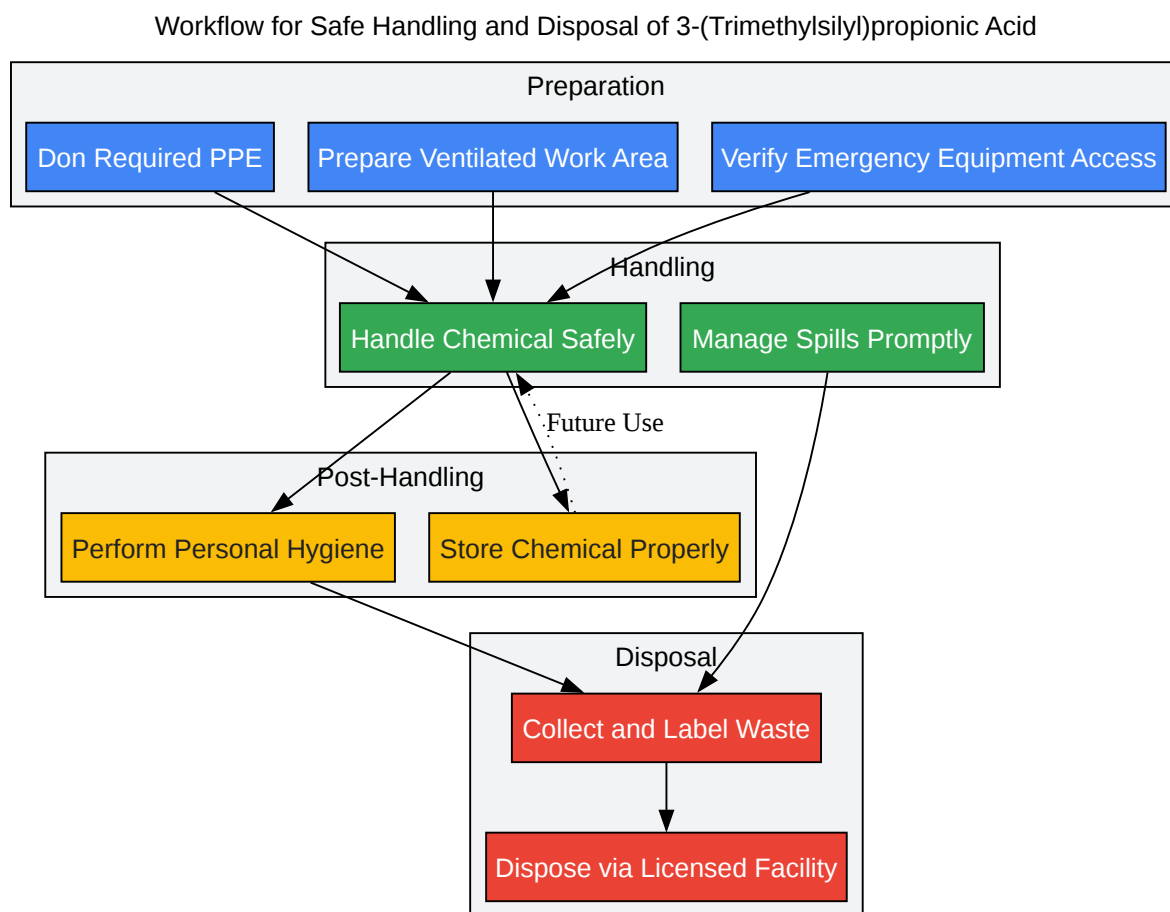 Workflow for Safe Handling and Disposal of 3-(Trimethylsilyl)propionic Acid
Preparation
Don Required PPE
Prepare Ventilated Work Area
Verify Emergency Equipment Access
Handling
Handle Chemical Safely
Manage Spills Promptly
Future Use
Post-Handling
Perform Personal Hygiene
Store Chemical Properly
Disposal
Collect and Label Waste
Dispose via Licensed Facility